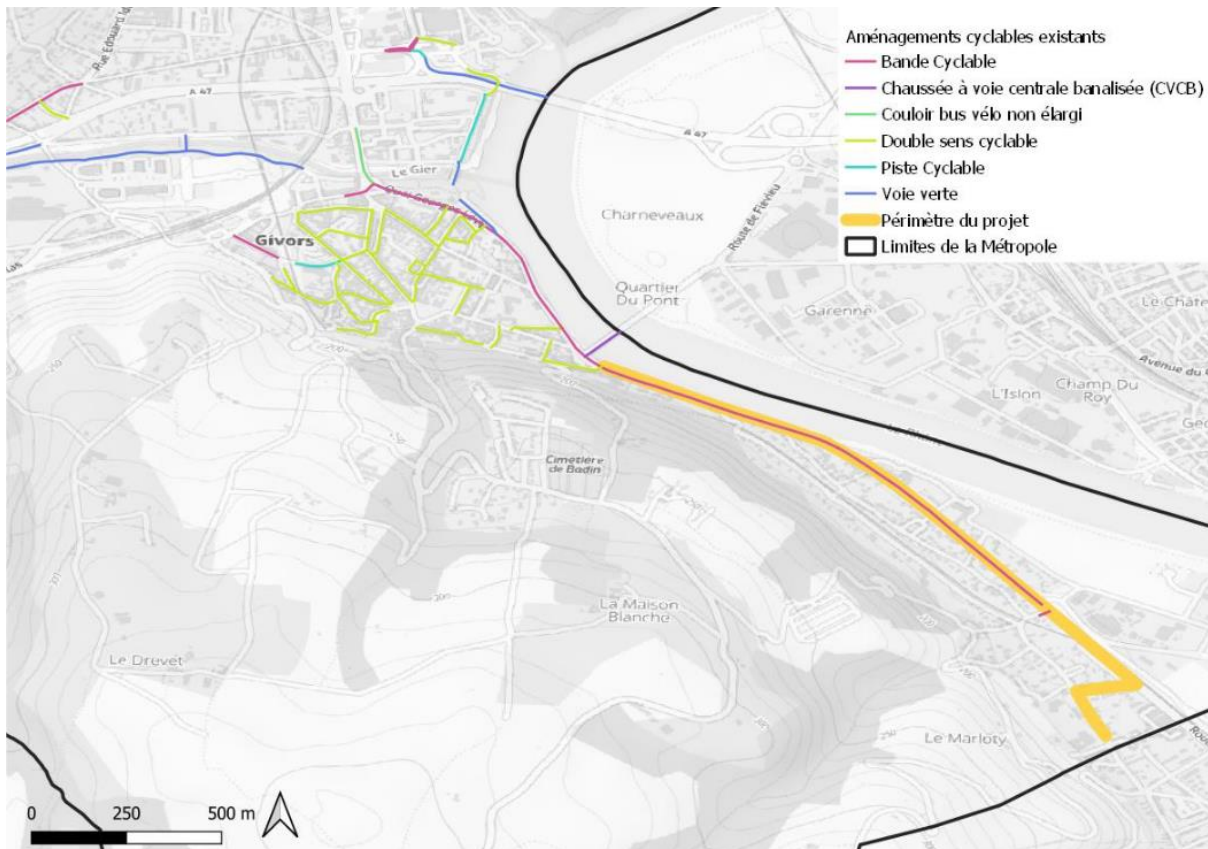 Aménagements cyclables existants
Bande Cyclable
Chaussée à voie centrale banalisée (CVCB)
Couloir bus vélo non élargi
Double sens cyclable
Piste Cyclable
Voie verte
Périmètre du projet
Limites de la Métropole
A 47
A 47
Le Gier
Givors
Charneveaux
Route de Flevieu
Quartier
Du Pont
Garenne
L'Islon
Champ Du
Roy
Cimetière
de Badin
La Maison
Blanche
Le Drevet
Le Marloty
200
200
0 250 500 m